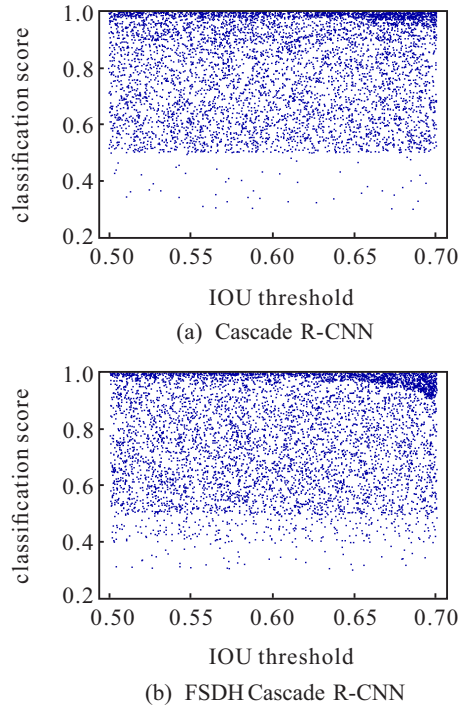 1.0
0.8
0.6
0.4
0.2
classification score
0.50 0.55 0.60 0.65 0.70
IOU threshold
(a) Cascade R-CNN
1.0
0.8
0.6
0.4
0.2
classification score
0.50 0.55 0.60 0.65 0.70
IOU threshold
(b) FSDH Cascade R-CNN